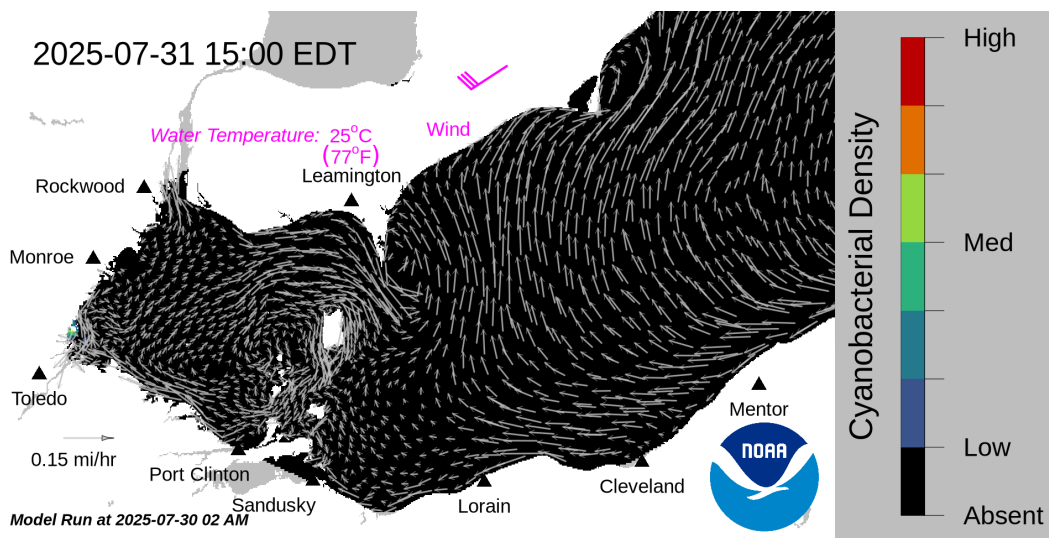 2025-07-31 15:00 EDT
Water Temperature: 25°C
(77°F)
Wind
Leamington
Rockwood
Monroe
Toledo
0.15 mi/hr
Port Clinton
Sandusky
Lorain
Cleveland
Mentor
NOAA
Model Run at 2025-07-30 02 AM
Cyanobacterial Density
High
Med
Low
Absent